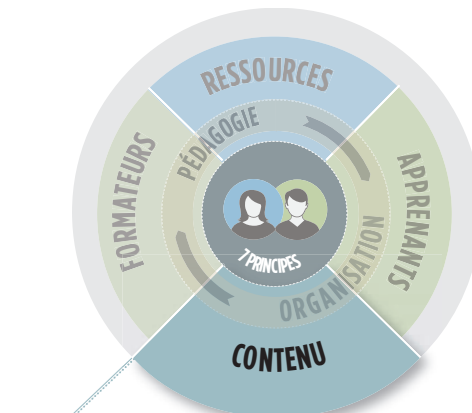 RESSOURCES
PÉDAGOGIE
FORMATEURS
APPRENANTS
7 PRINCIPES
ORGANISATION
CONTENU